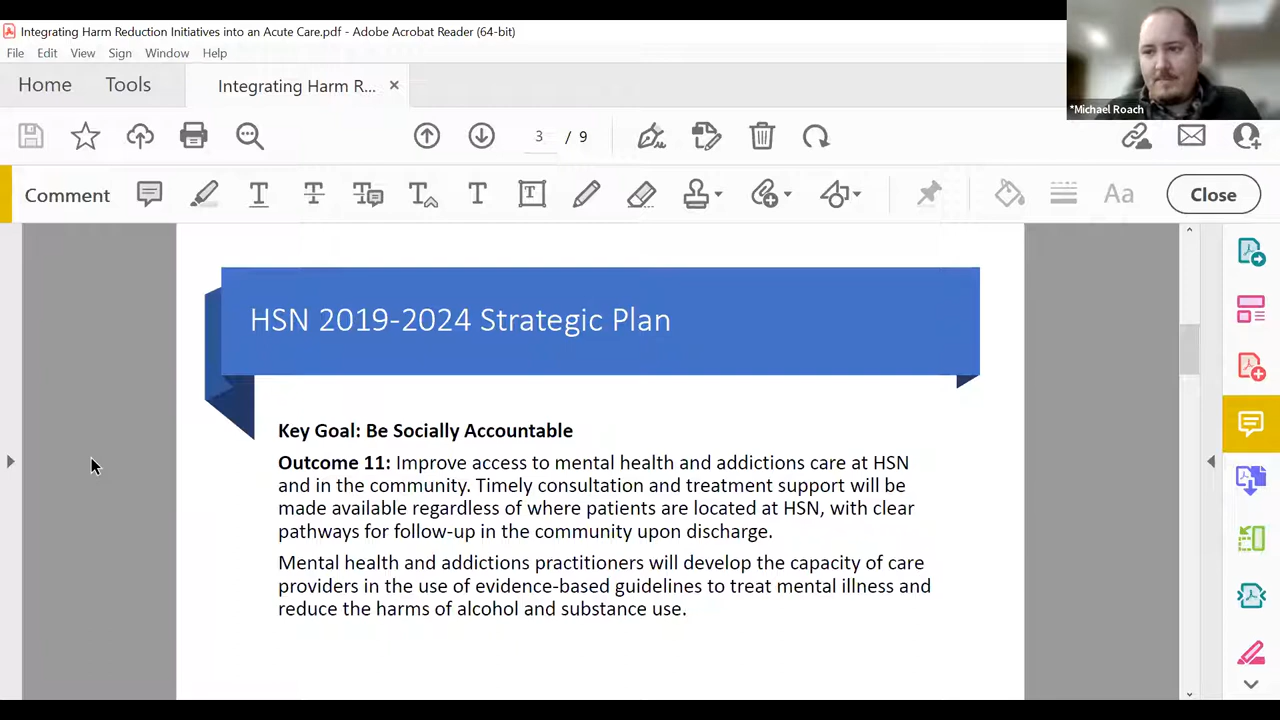 Integrating Harm Reduction Initiatives into an Acute Care.pdf - Adobe Acrobat Reader (64-bit)
File Edit View Sign Window Help
Home Tools Integrating Harm R... ×
*Michael Roach
3 / 9
Comment
Aa
Close
HSN 2019-2024 Strategic Plan
Key Goal: Be Socially Accountable
Outcome 11: Improve access to mental health and addictions care at HSN
and in the community. Timely consultation and treatment support will be
made available regardless of where patients are located at HSN, with clear
pathways for follow-up in the community upon discharge.
Mental health and addictions practitioners will develop the capacity of care
providers in the use of evidence-based guidelines to treat mental illness and
reduce the harms of alcohol and substance use.